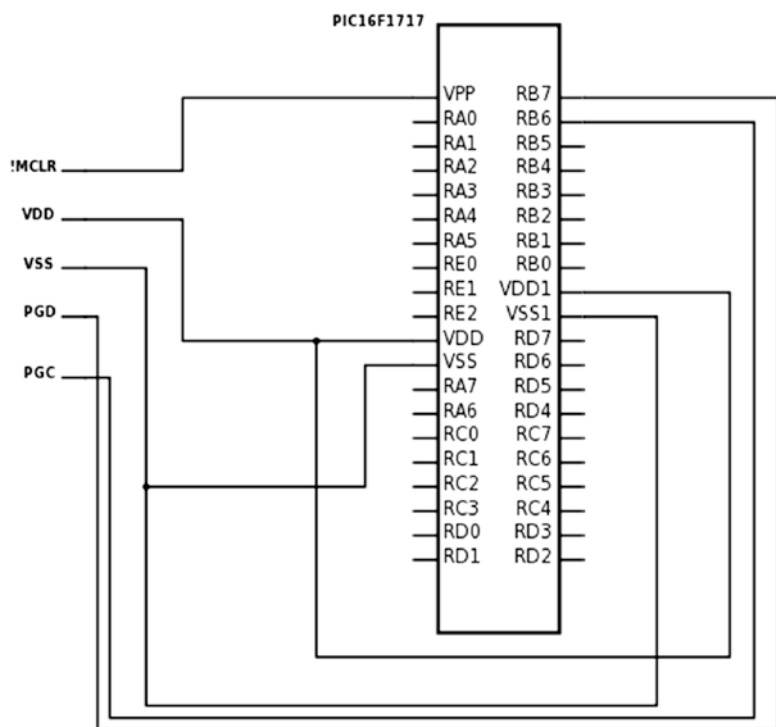 PIC16F1717
!MCLR
VDD
VSS
PGD
PGC
VPP RB7
RA0 RB6
RA1 RB5
RA2 RB4
RA3 RB3
RA4 RB2
RA5 RB1
RE0 RB0
RE1 VDD1
RE2 VSS1
VDD RD7
VSS RD6
RA7 RD5
RA6 RD4
RC0 RC7
RC1 RC6
RC2 RC5
RC3 RC4
RD0 RD3
RD1 RD2